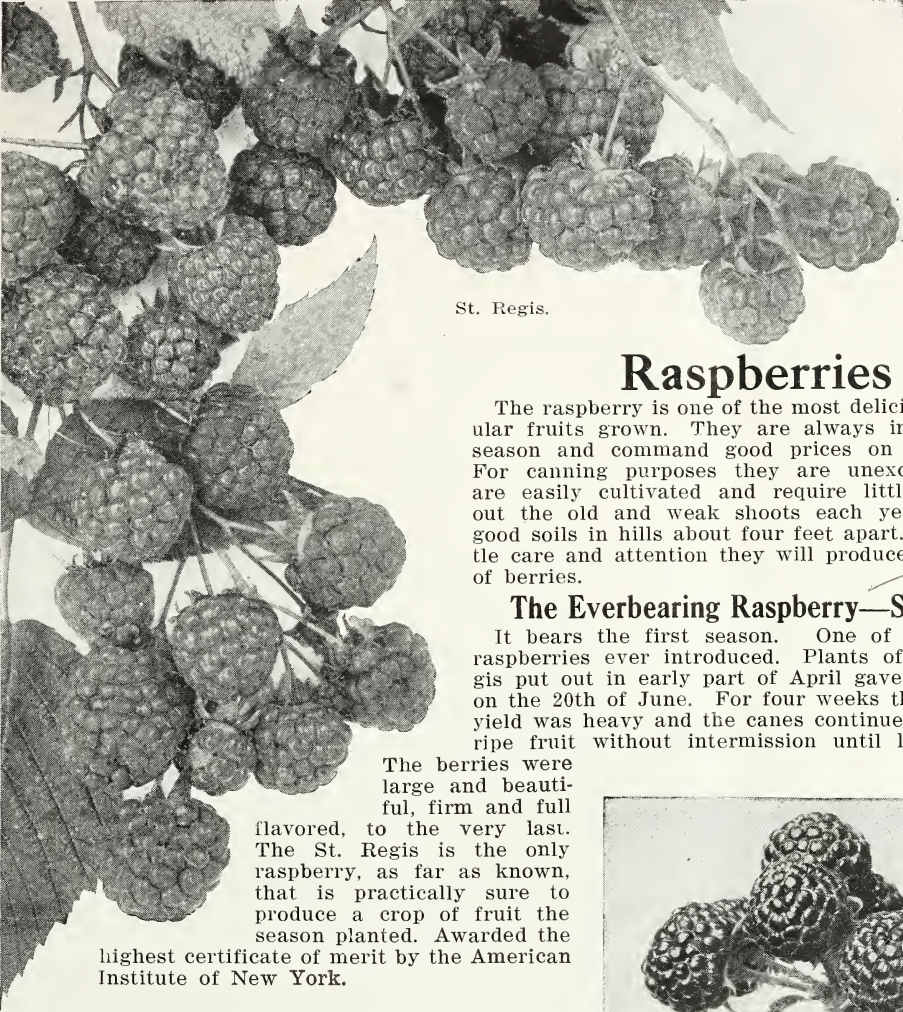 St. Regis.
Raspberries
The raspberry is one of the most delici
ular fruits grown. They are always in
season and command good prices on
For canning purposes they are unexc
are easily cultivated and require littl
out the old and weak shoots each ye
good soils in hills about four feet apart.
tle care and attention they will produce
of berries.
The Everbearing Raspberry—S
It bears the first season. One of
raspberries ever introduced. Plants of
gis put out in early part of April gave
on the 20th of June. For four weeks th
yield was heavy and the canes continue
ripe fruit without intermission until l
The berries were
large and beauti-
ful, firm and full
flavored, to the very last.
The St. Regis is the only
raspberry, as far as known,
that is practically sure to
produce a crop of fruit the
season planted. Awarded the
highest certificate of merit by the American
Institute of New York.